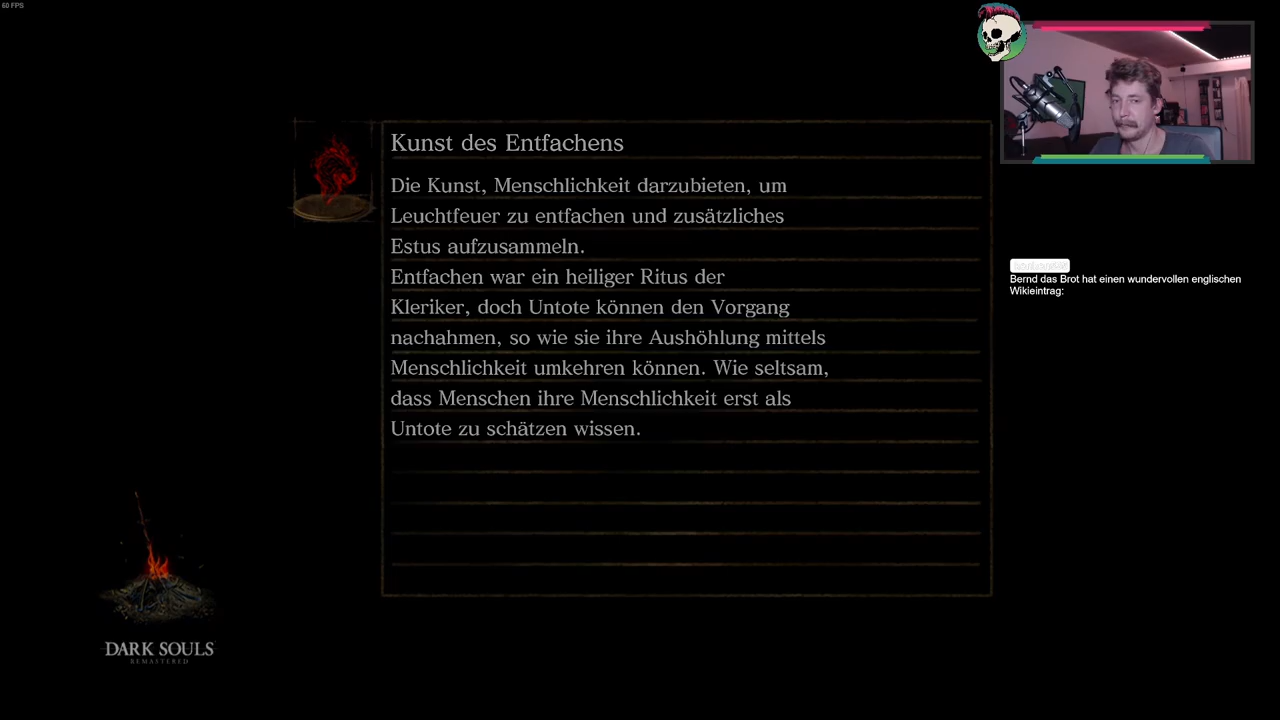 60 FPS
Kunst des Entfachens
Die Kunst, Menschlichkeit darzubieten, um
Leuchtfeuer zu entfachen und zusätzliches
Estus aufzusammeln.
Entfachen war ein heiliger Ritus der
Kleriker, doch Untote können den Vorgang
nachahmen, so wie sie ihre Aushöhlung mittels
Menschlichkeit umkehren können. Wie seltsam,
dass Menschen ihre Menschlichkeit erst als
Untote zu schätzen wissen.
Bernd das Brot hat einen wundervollen englischen
Wikieintrag:
DARK SOULS
REMASTERED